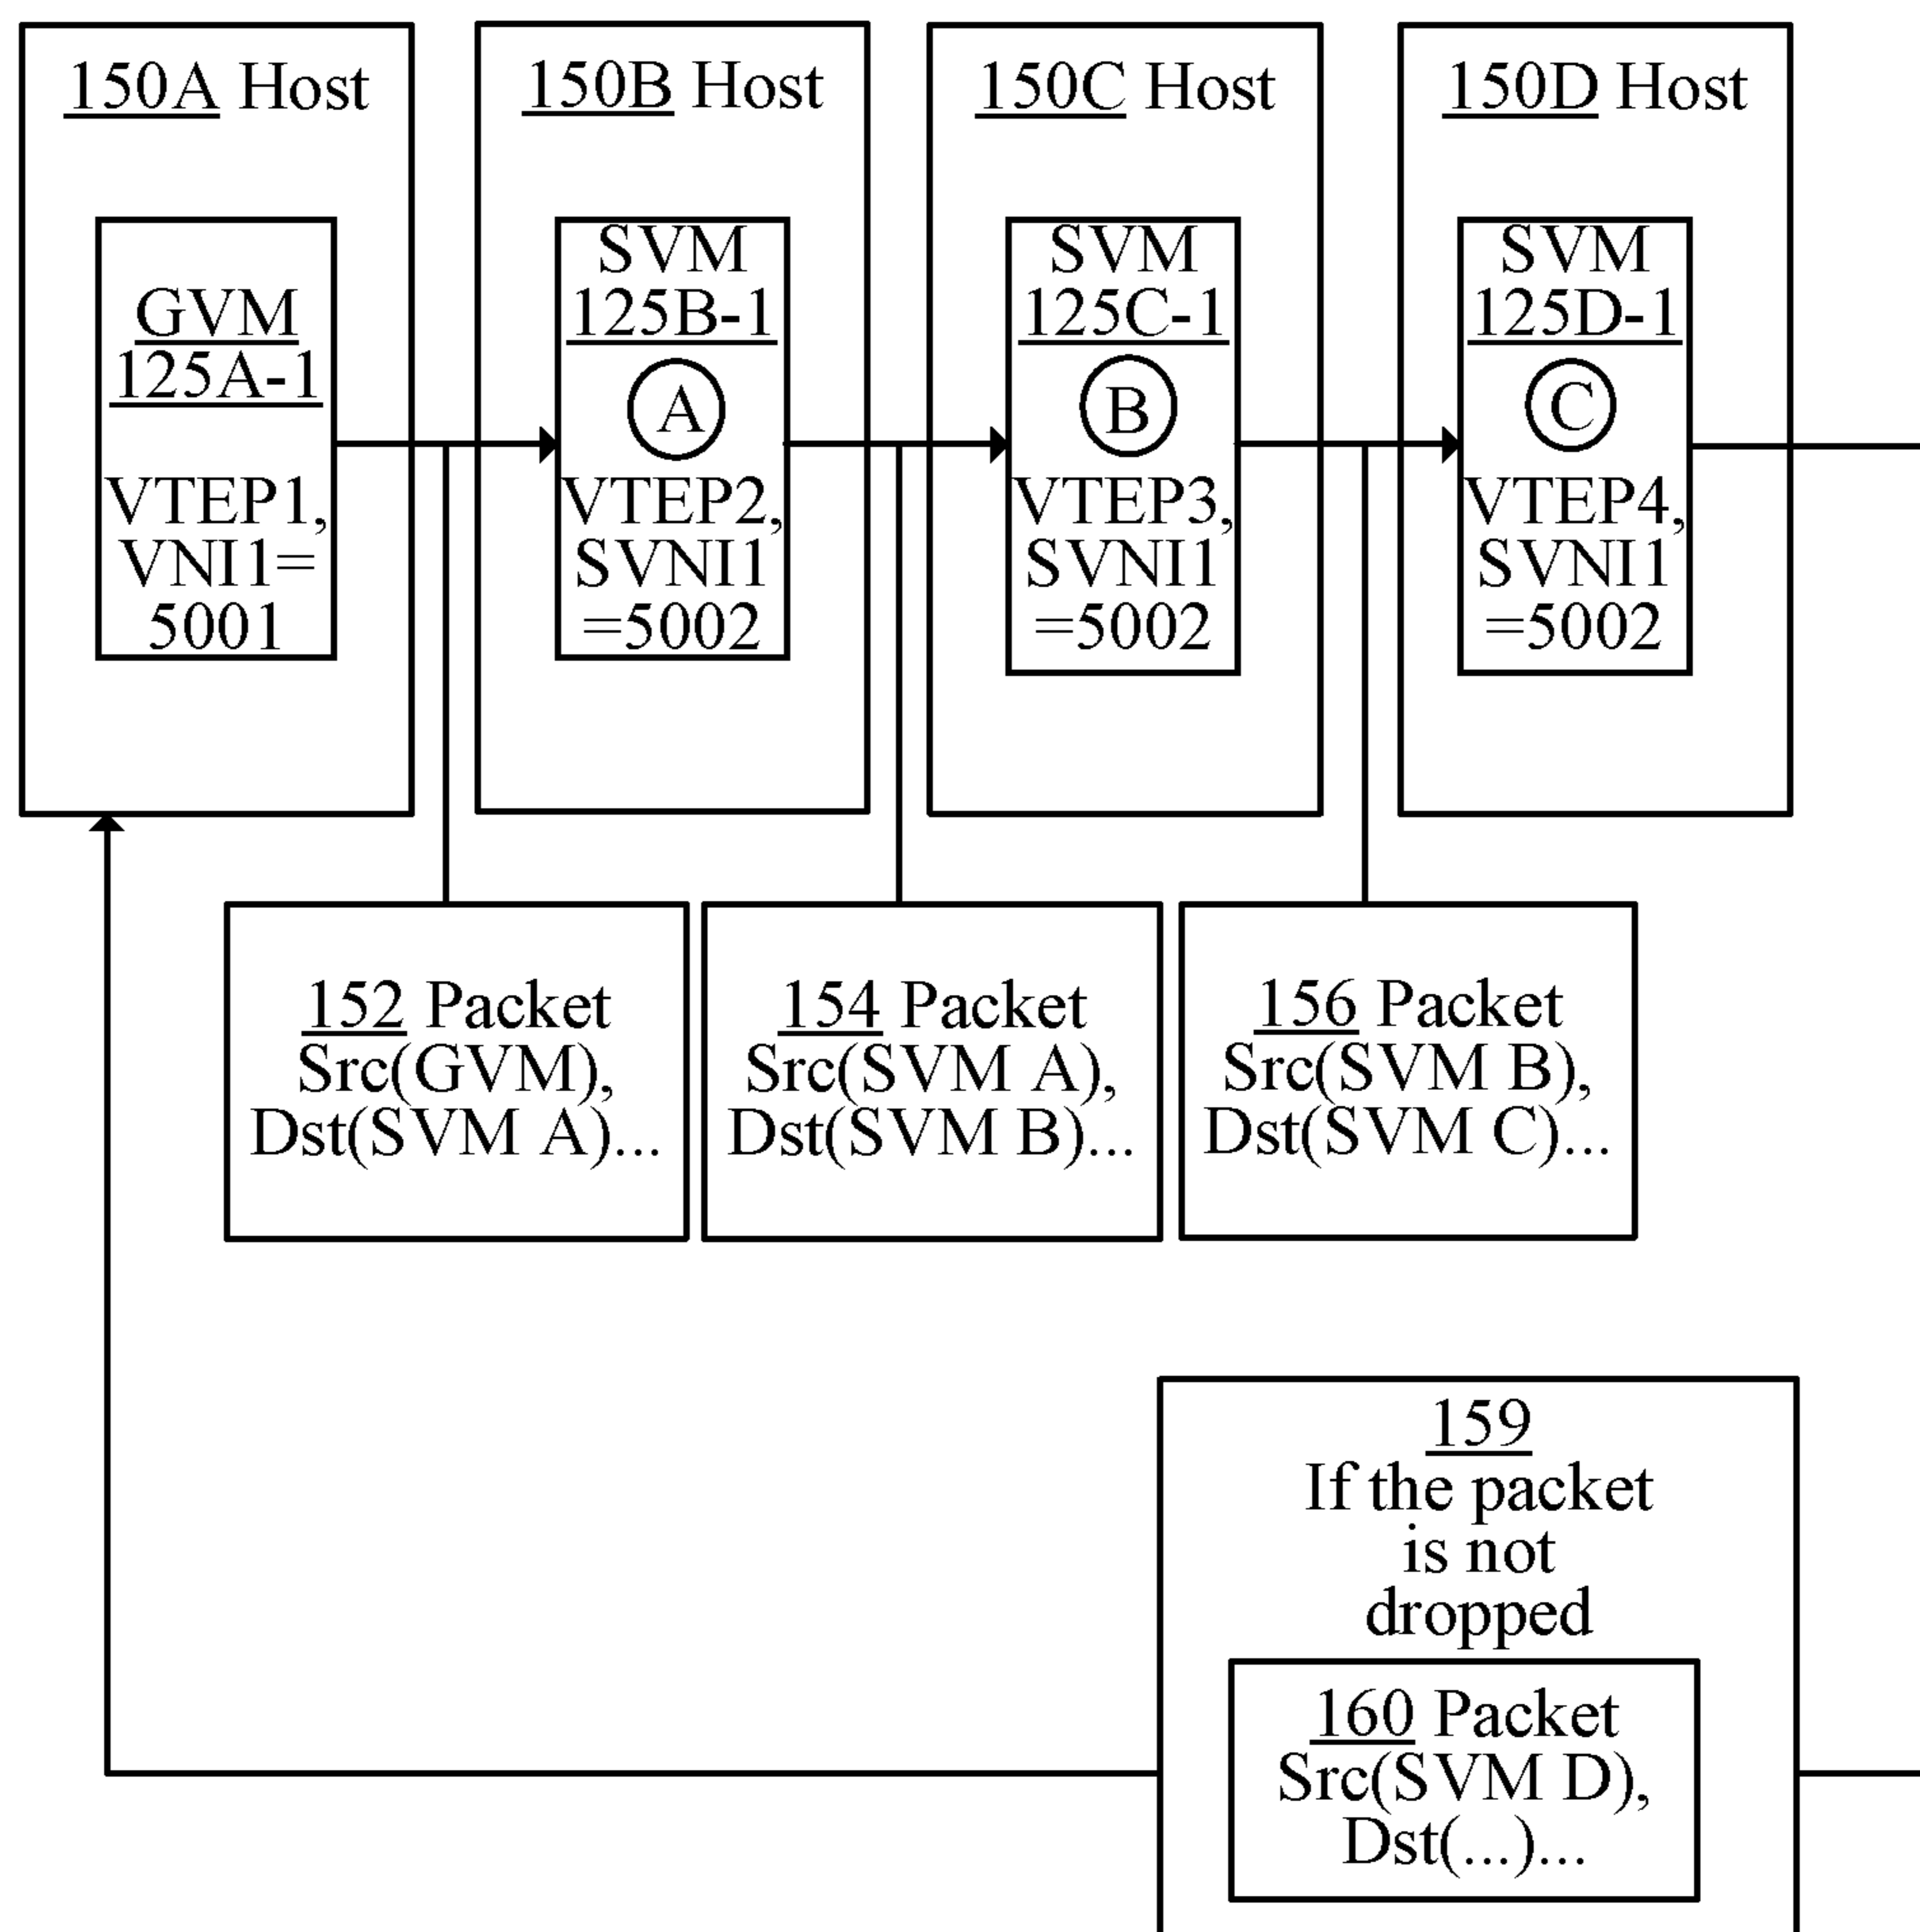 150A Host
GVM
125A-1
VTEP1,
VNI1=
5001
150B Host
SVM
125B-1
A
VTEP2,
SVNI1
=5002
150C Host
SVM
125C-1
B
VTEP3,
SVNI1
=5002
150D Host
SVM
125D-1
C
VTEP4,
SVNI1
=5002
152 Packet
Src(GVM),
Dst(SVM A)...
154 Packet
Src(SVM A),
Dst(SVM B)...
156 Packet
Src(SVM B),
Dst(SVM C)...
159
If the packet
is not
dropped
160 Packet
Src(SVM D),
Dst(...)...